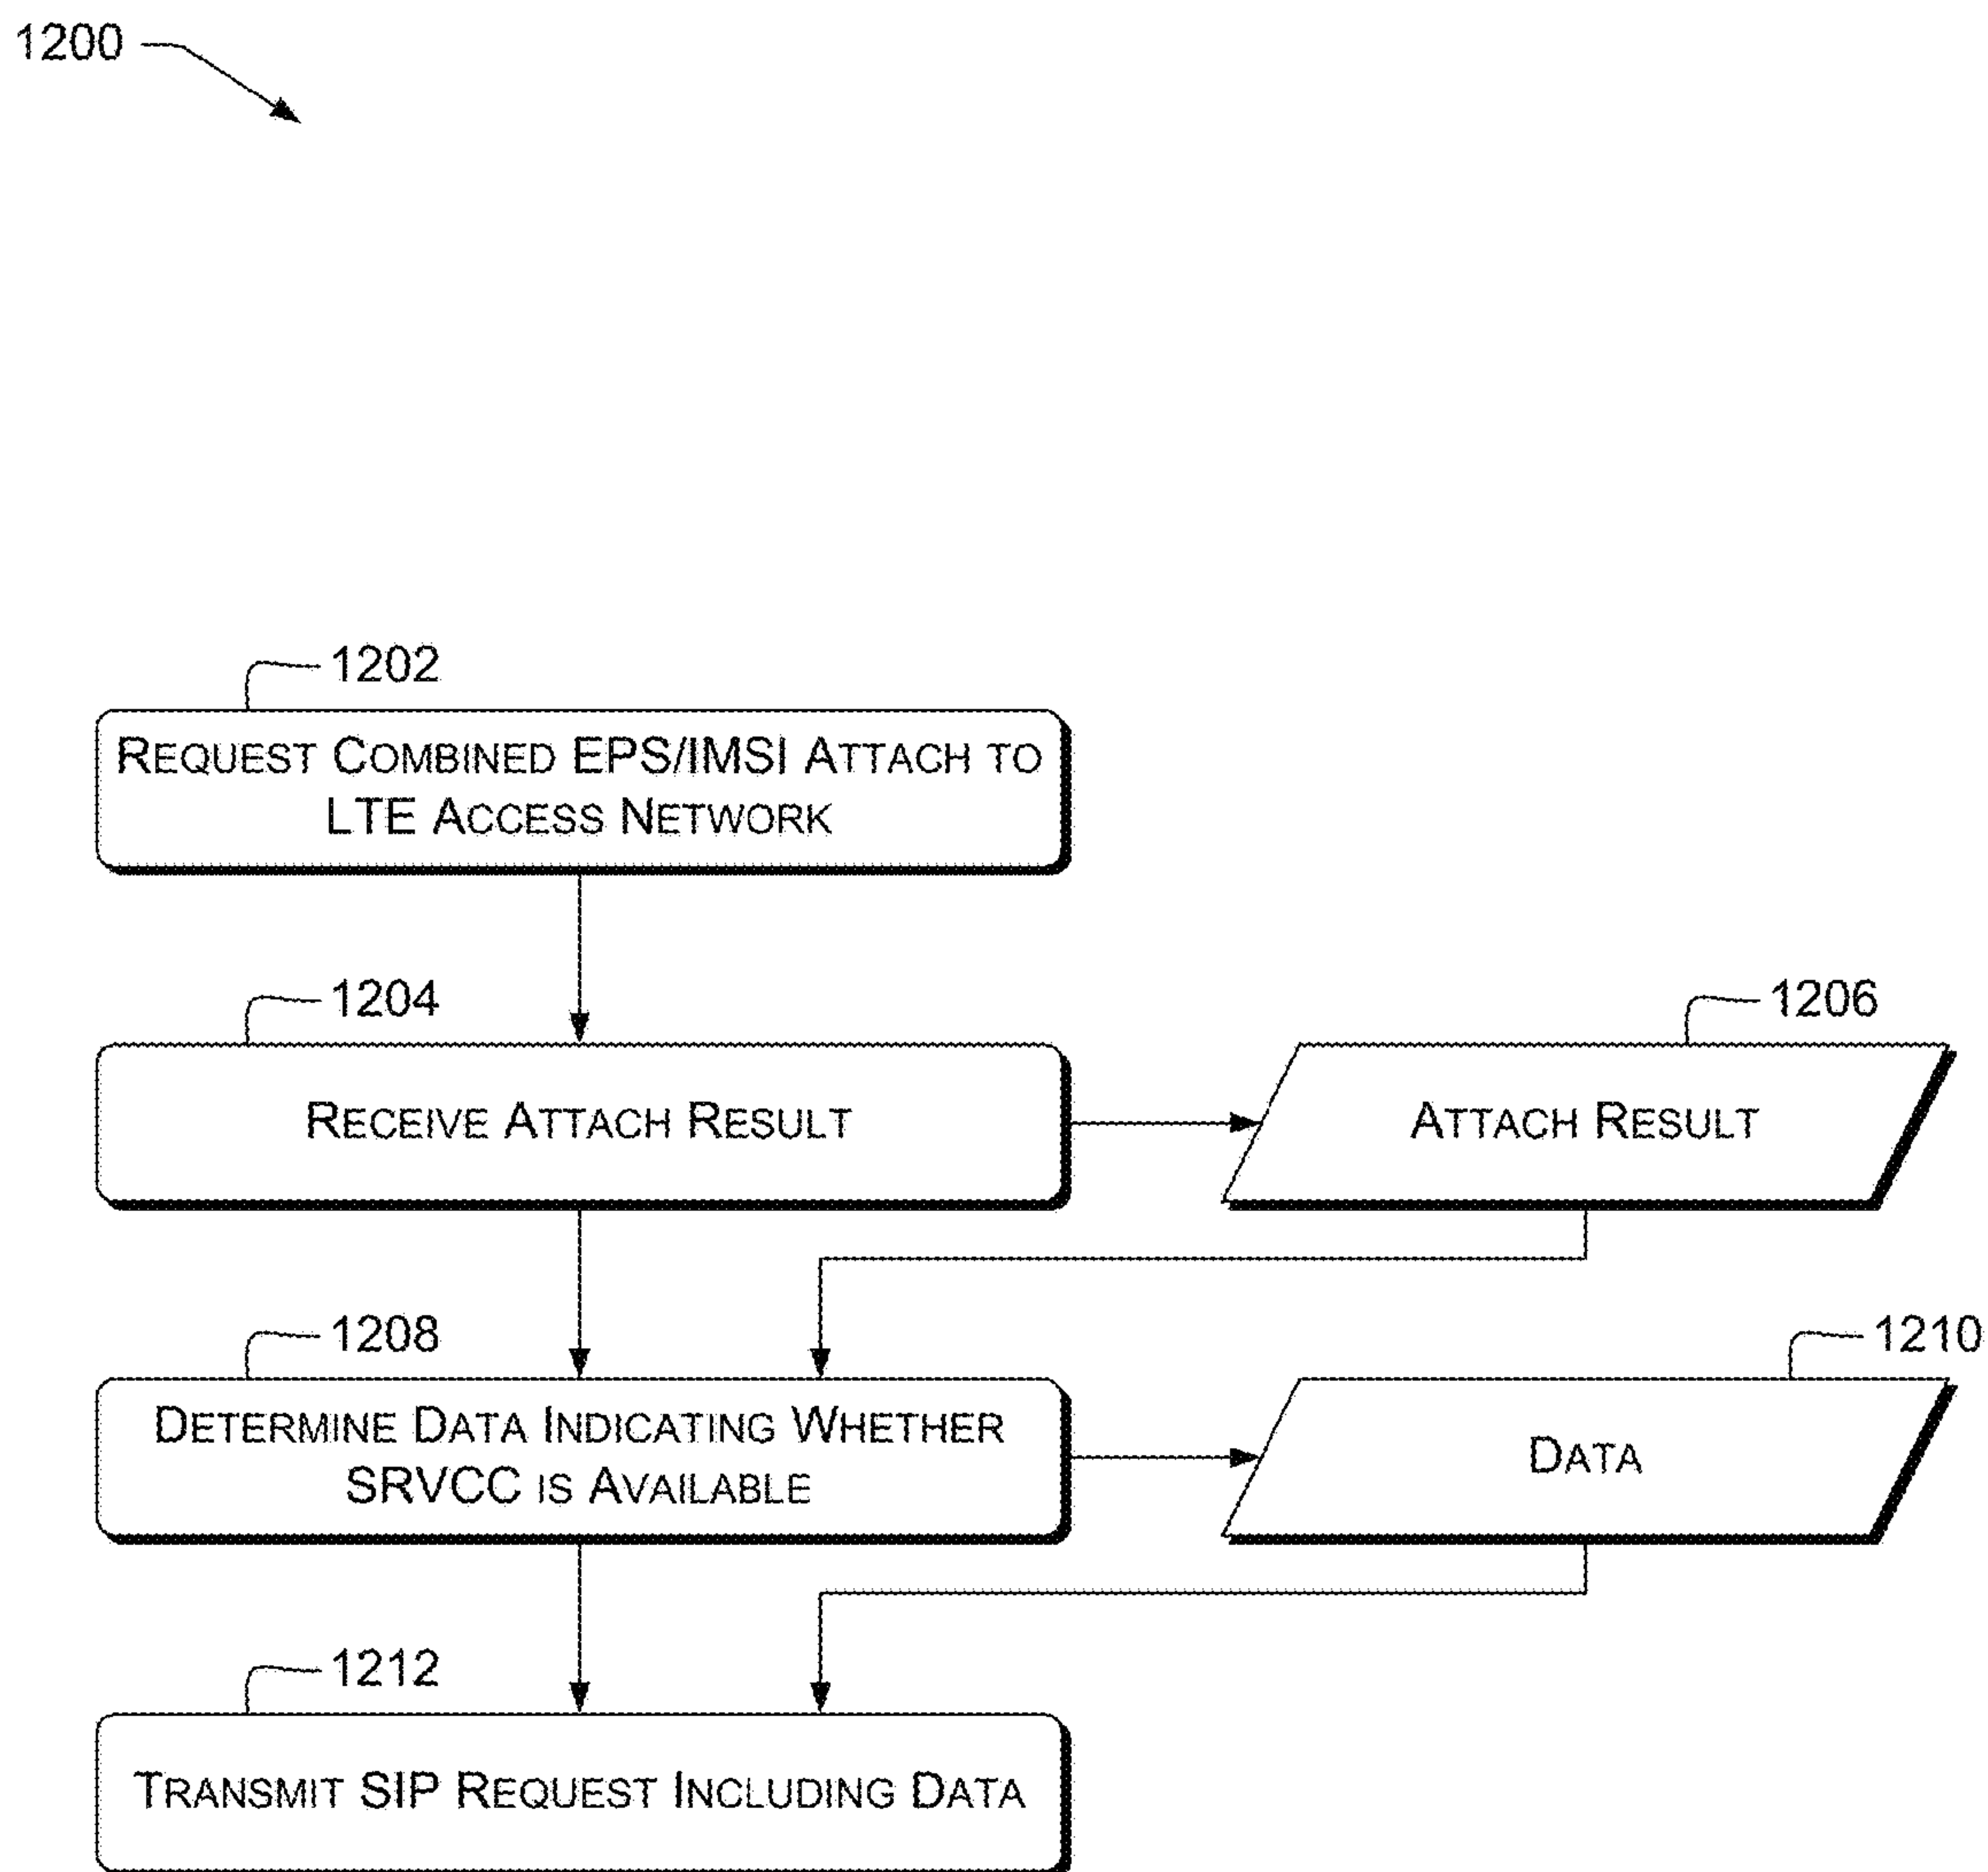 1200
1202
REQUEST COMBINED EPS/IMSI ATTACH TO
LTE ACCESS NETWORK
1204
RECEIVE ATTACH RESULT
1206
ATTACH RESULT
1208
DETERMINE DATA INDICATING WHETHER
SRVCC IS AVAILABLE
1210
DATA
1212
TRANSMIT SIP REQUEST INCLUDING DATA